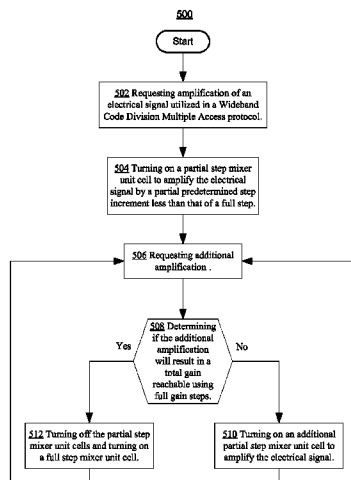 500
Start
502 Requesting amplification of an
electrical signal utilized in a Wideband
Code Division Multiple Access protocol.
504 Turning on a partial step mixer
unit cell to amplify the electrical
signal by a partial predetermined step
increment less than that of a full step.
506 Requesting additional
amplification .
508 Determining
if the additional
amplification
will result in a
total gain
reachable using
full gain steps.
Yes
No
512 Turning off the partial step
mixer unit cells and turning on
a full step mixer unit cell.
510 Turning on an additional
partial step mixer unit cell to
amplify the electrical signal.